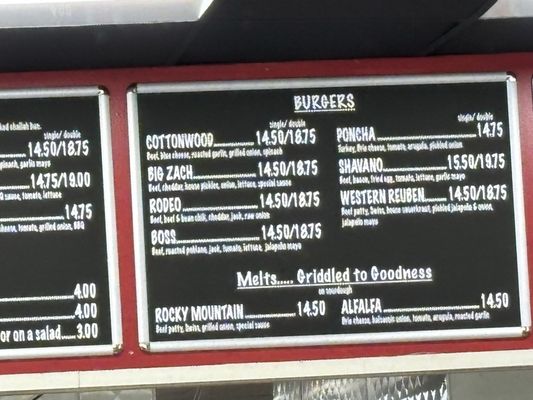 single/ double
14.50/18.75
spinach, garlic mayo
14.75/19.00
sauce, tomato, lettuce
14.75
cheese, tomato, grilled onion, BBQ
4.00
4.00
or on a salad......3.00
BURGERS
single/ double
COTTONWOOD............14.50/18.75
Beef, blue cheese, roasted garlic, grilled onion, spinach
BIG ZACH..................14.50/18.75
Beef, cheddar, house pickles, onion, lettuce, special sauce
RODEO......................14.50/18.75
Beef, beef & bean chili, cheddar, jack, raw onion
BOSS........................14.50/18.75
Beef, roasted poblano, jack, tomato, lettuce, jalapeño mayo
single/ double
PONCHA..........................14.75
Turkey, Brie cheese, tomato, arugula, pickled onion
SHAVANO................15.50/19.75
Beef, bacon, fried egg, tomato, lettuce, garlic mayo
WESTERN REUBEN.......14.50/18.75
Beef patty, Swiss, house sauerkraut, pickled jalapeño & onion,
jalapeño mayo
Melts..... Griddled to Goodness
on sourdough
ROCKY MOUNTAIN.............14.50
Beef patty, Swiss, grilled onion, special sauce
ALFALFA..........................14.50
Brie cheese, balsamic onion, tomato, arugula, roasted garlic